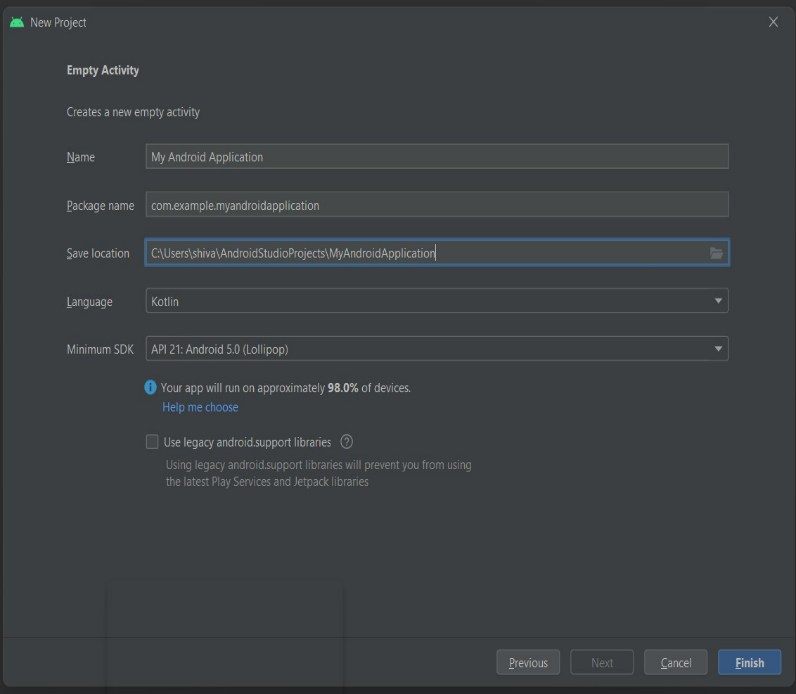 New Project
Empty Activity
Creates a new empty activity
Name My Android Application
Package name com.example.myandroidapplication
Save location C:\Users\shiva\AndroidStudioProjects\MyAndroidApplication
Language Kotlin
Minimum SDK API 21: Android 5.0 (Lollipop)
Your app will run on approximately 98.0% of devices.
Help me choose
Use legacy android.support libraries ?
Using legacy android.support libraries will prevent you from using
the latest Play Services and Jetpack libraries
Previous Next Cancel Finish